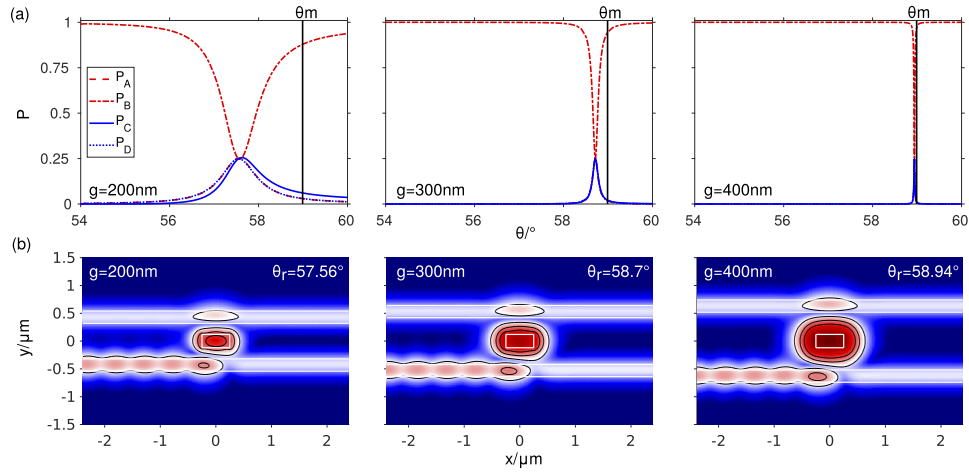 (a)
θm
θm
θm
1
0.75
0.5
0.25
0
P
P_A
P_B
P_C
P_D
g=200nm
g=300nm
g=400nm
54 56 58 60
54 56 58 60
54 56 58 60
θ/°
(b)
g=200nm θ_r=57.56°
g=300nm θ_r=58.7°
g=400nm θ_r=58.94°
1.5
1
0.5
0
-0.5
-1
-1.5
y/μm
-2 -1 0 1 2
-2 -1 0 1 2
-2 -1 0 1 2
x/μm